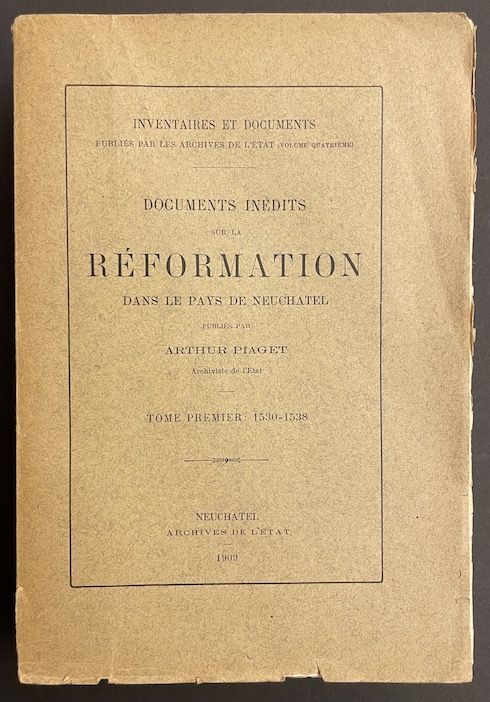 INVENTAIRES ET DOCUMENTS
PUBLIÉS PAR LES ARCHIVES DE L'ÉTAT (VOLUME QUATRIÈME)
DOCUMENTS INÉDITS
SUR LA
RÉFORMATION
DANS LE PAYS DE NEUCHATEL
PUBLIÉS PAR
ARTHUR PIAGET
Archiviste de l'Etat
TOME PREMIER: 1530-1538
NEUCHATEL
ARCHIVES DE L'ÉTAT
1909